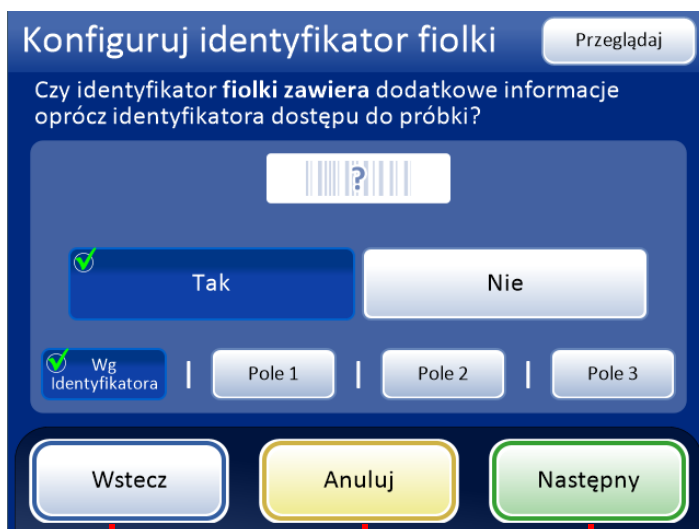 Konfiguruj identyfikator fiolki
Przeglądaj
Czy identyfikator fiolki zawiera dodatkowe informacje
oprócz identyfikatora dostępu do próbki?
?
Tak
Nie
Wg
Identyfikatora
|
Pole 1
|
Pole 2
|
Pole 3
Wstecz
Anuluj
Następny